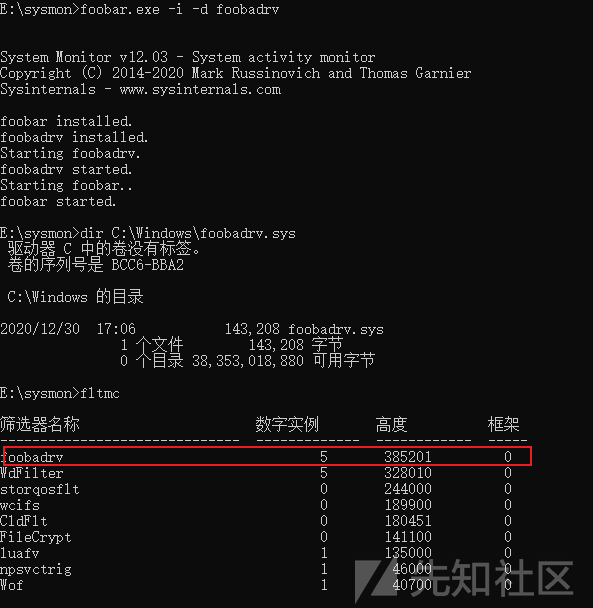 E:\sysmon>foobar.exe -i -d foobadrv
System Monitor v12.03 - System activity monitor
Copyright (C) 2014-2020 Mark Russinovich and Thomas Garnier
Sysinternals - www.sysinternals.com
foobar installed.
foobadrv installed.
Starting foobadrv.
foobadrv started.
Starting foobar..
foobar started.
E:\sysmon>dir C:\Windows\foobadrv.sys
驱动器 C 中的卷没有标签。
卷的序列号是 BCC6-BBA2
C:\Windows 的目录
2020/12/30 17:06 143,208 foobadrv.sys
1 个文件 143,208 字节
0 个目录 38,353,018,880 可用字节
E:\sysmon>fltmc
筛选器名称 数字实例 高度 框架
------------------------------ ------------- ------------ -----
foobadrv 5 385201 0
WdFilter 5 328010 0
storqosflt 0 244000 0
wcifs 0 189900 0
CldFlt 0 180451 0
FileCrypt 0 141100 0
luafv 1 135000 0
npsvctrig 1 46000 0
Wof 1 40700 0
先知社区